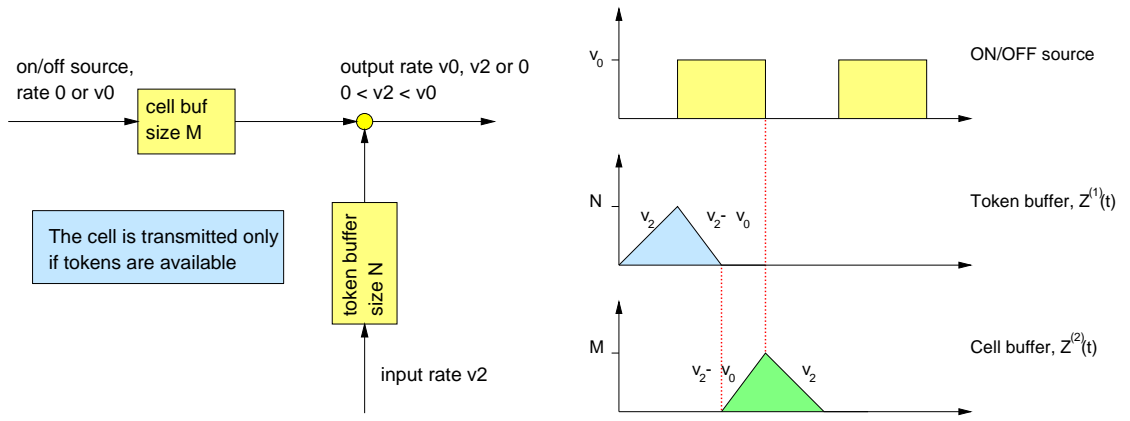 on/off source,
rate 0 or v0
cell buf
size M
output rate v0, v2 or 0
0 < v2 < v0
The cell is transmitted only
if tokens are available
token buffer
size N
input rate v2
v0
ON/OFF source
N
v2
v2- v0
Token buffer, Z(1)(t)
M
v2- v0
v2
Cell buffer, Z(2)(t)